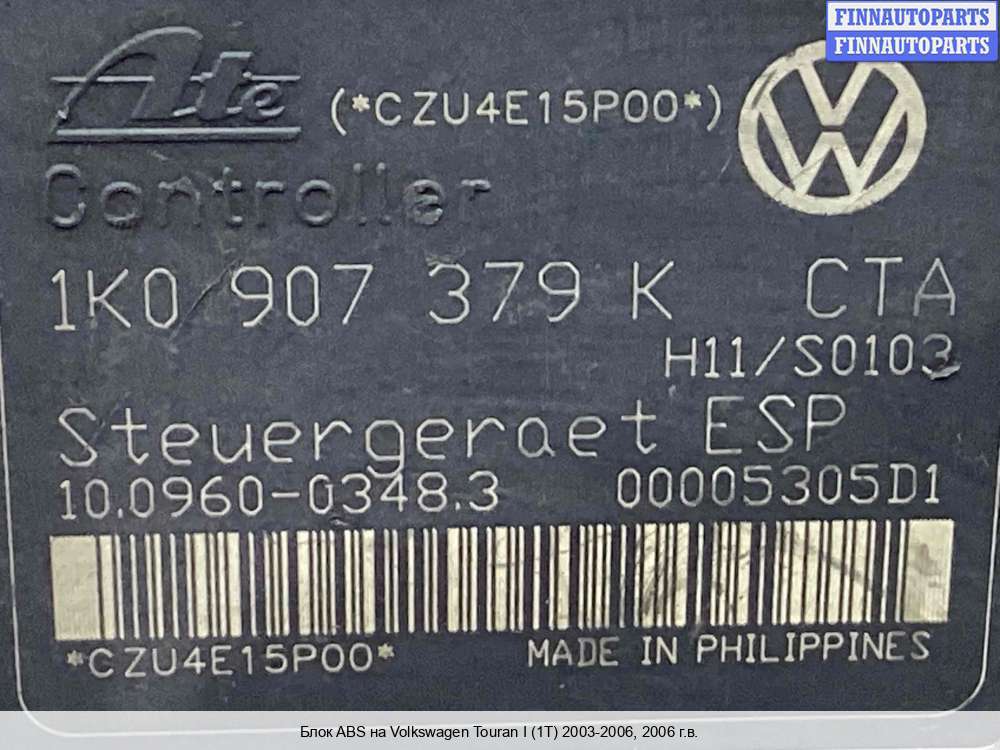 FINNAUTOPARTS
FINNAUTOPARTS
Ate (*CZU4E15P00*)
Controller
1K0 907 379 K CTA
H11/S0103
Steuergeraet ESP
10.0960-0348.3 00005305D1
*CZU4E15P00* MADE IN PHILIPPINES
Блок ABS на Volkswagen Touran I (1T) 2003-2006, 2006 г.в.